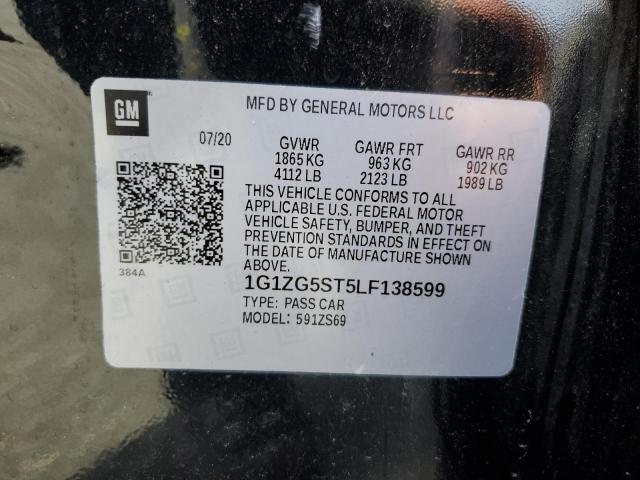 GM
MFD BY GENERAL MOTORS LLC
07/20
GVWR GAWR FRT GAWR RR
1865 KG 963 KG 902 KG
4112 LB 2123 LB 1989 LB
THIS VEHICLE CONFORMS TO ALL
APPLICABLE U.S. FEDERAL MOTOR
VEHICLE SAFETY, BUMPER, AND THEFT
PREVENTION STANDARDS IN EFFECT ON
THE DATE OF MANUFACTURE SHOWN
ABOVE.
384A
1G1ZG5ST5LF138599
TYPE: PASS CAR
MODEL: 591ZS69